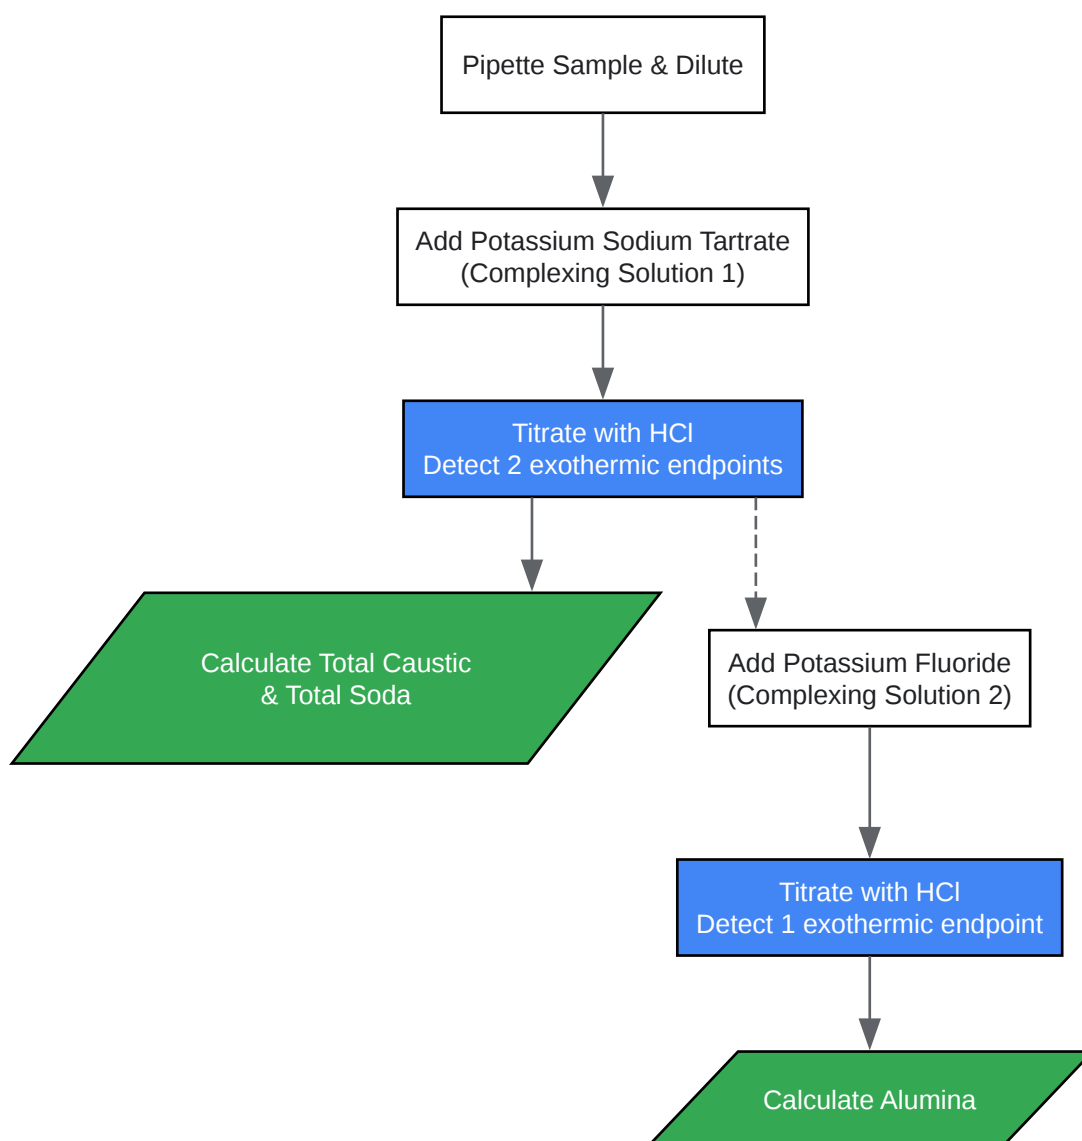 Pipette Sample & Dilute
Add Potassium Sodium Tartrate
(Complexing Solution 1)
Titrate with HCl
Detect 2 exothermic endpoints
Calculate Total Caustic
& Total Soda
Add Potassium Fluoride
(Complexing Solution 2)
Titrate with HCl
Detect 1 exothermic endpoint
Calculate Alumina